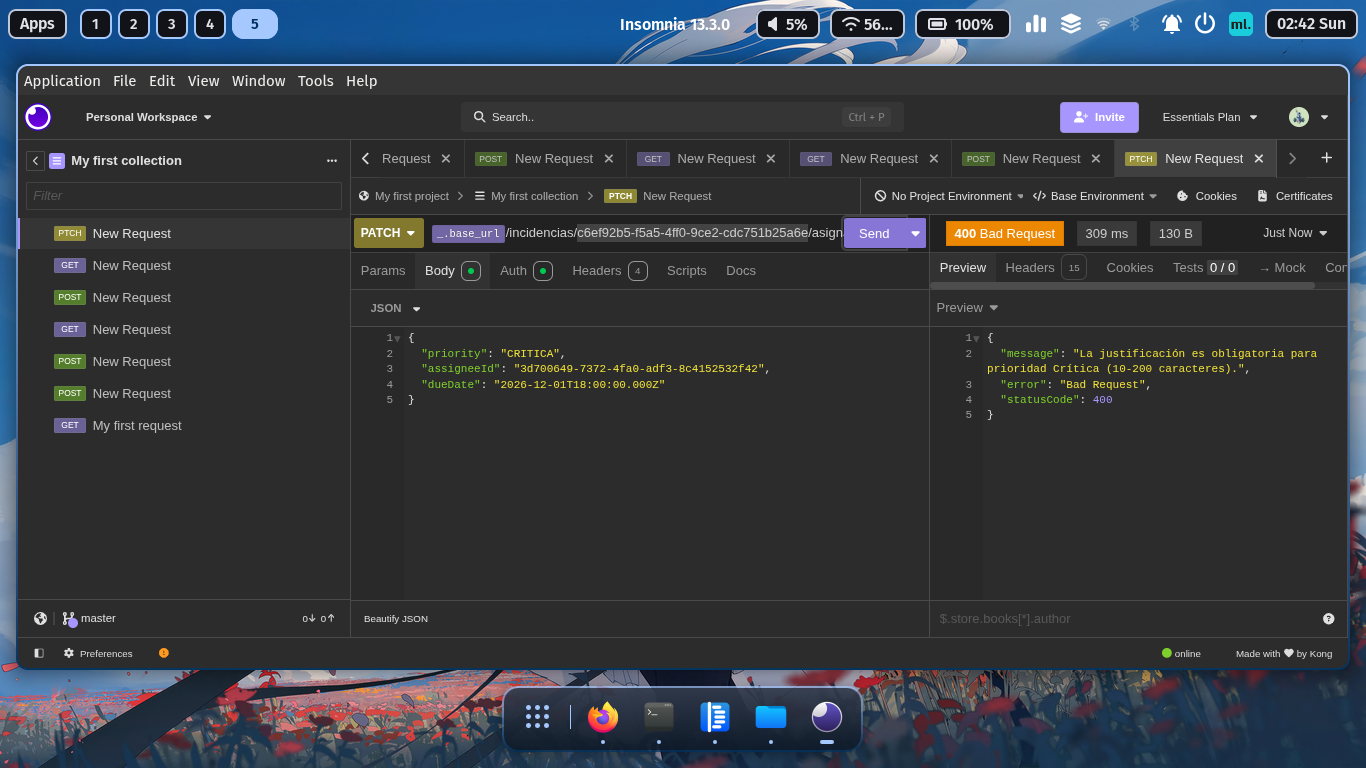 Apps 1 2 3 4 5 Insomnia 13.3.0 5% 56... 100% ml. 02:42 Sun
Application File Edit View Window Tools Help
Personal Workspace Search.. Ctrl + P Invite Essentials Plan
My first collection ...
Request POST New Request GET New Request GET New Request POST New Request PTCH New Request
Filter
My first project My first collection PTCH New Request No Project Environment Base Environment Cookies Certificates
PTCH New Request
GET New Request
POST New Request
GET New Request
POST New Request
POST New Request
GET My first request
PATCH _.base_url/incidencias/c6ef92b5-f5a5-4ff0-9ce2-cdc751b25a6e/asign Send 400 Bad Request 309 ms 130 B Just Now
Params Body Auth Headers 4 Scripts Docs
Preview Headers 15 Cookies Tests 0 / 0 → Mock Con
JSON
Preview
1 {
2 "priority": "CRITICA",
3 "assigneeId": "3d700649-7372-4fa0-adf3-8c4152532f42",
4 "dueDate": "2026-12-01T18:00:00.000Z"
5 }
1 {
2 "message": "La justificación es obligatoria para
prioridad Crítica (10-200 caracteres).",
3 "error": "Bad Request",
4 "statusCode": 400
5 }
master 0↓ 0↑
Beautify JSON
$.store.books[*].author
Preferences
online Made with ♥ by Kong